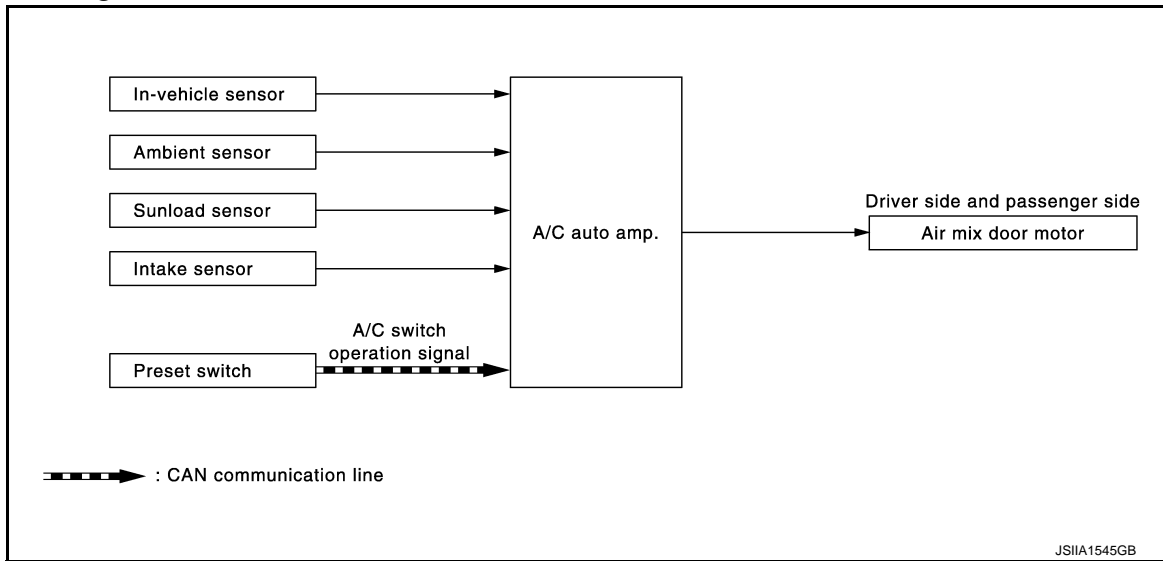 In-vehicle sensor
Ambient sensor
Sunload sensor
Intake sensor
A/C switch
operation signal
Preset switch
A/C auto amp.
Driver side and passenger side
Air mix door motor
: CAN communication line
JSIIA1545GB